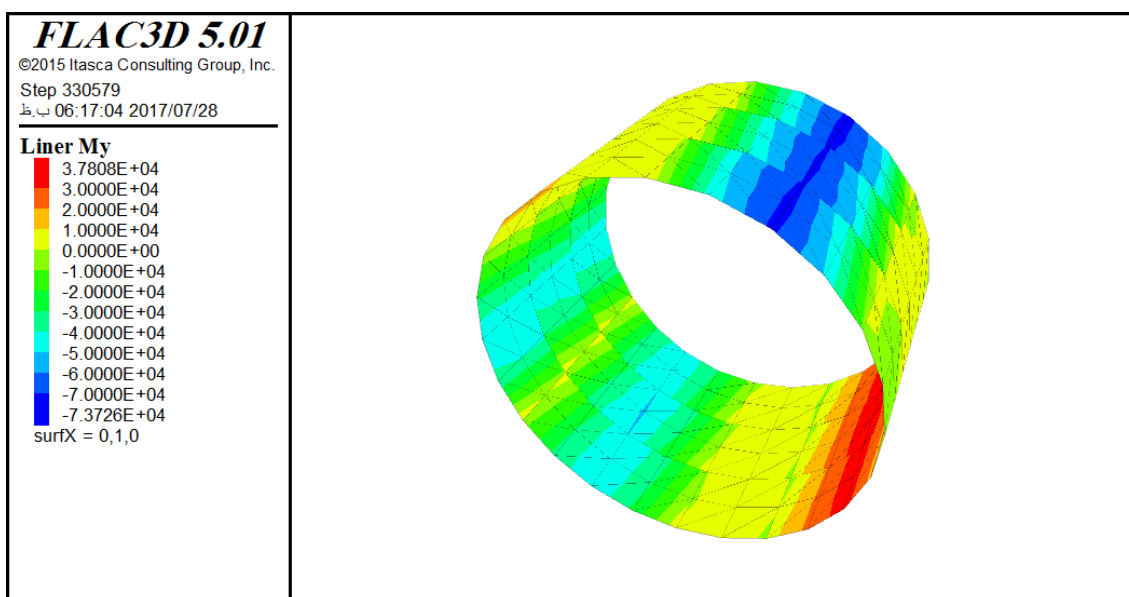 FLAC3D 5.01
©2015 Itasca Consulting Group, Inc.
Step 330579
2017/07/28 06:17:04 ب.ظ
Liner My
3.7808E+04
3.0000E+04
2.0000E+04
1.0000E+04
0.0000E+00
-1.0000E+04
-2.0000E+04
-3.0000E+04
-4.0000E+04
-5.0000E+04
-6.0000E+04
-7.0000E+04
-7.3726E+04
surfX = 0,1,0